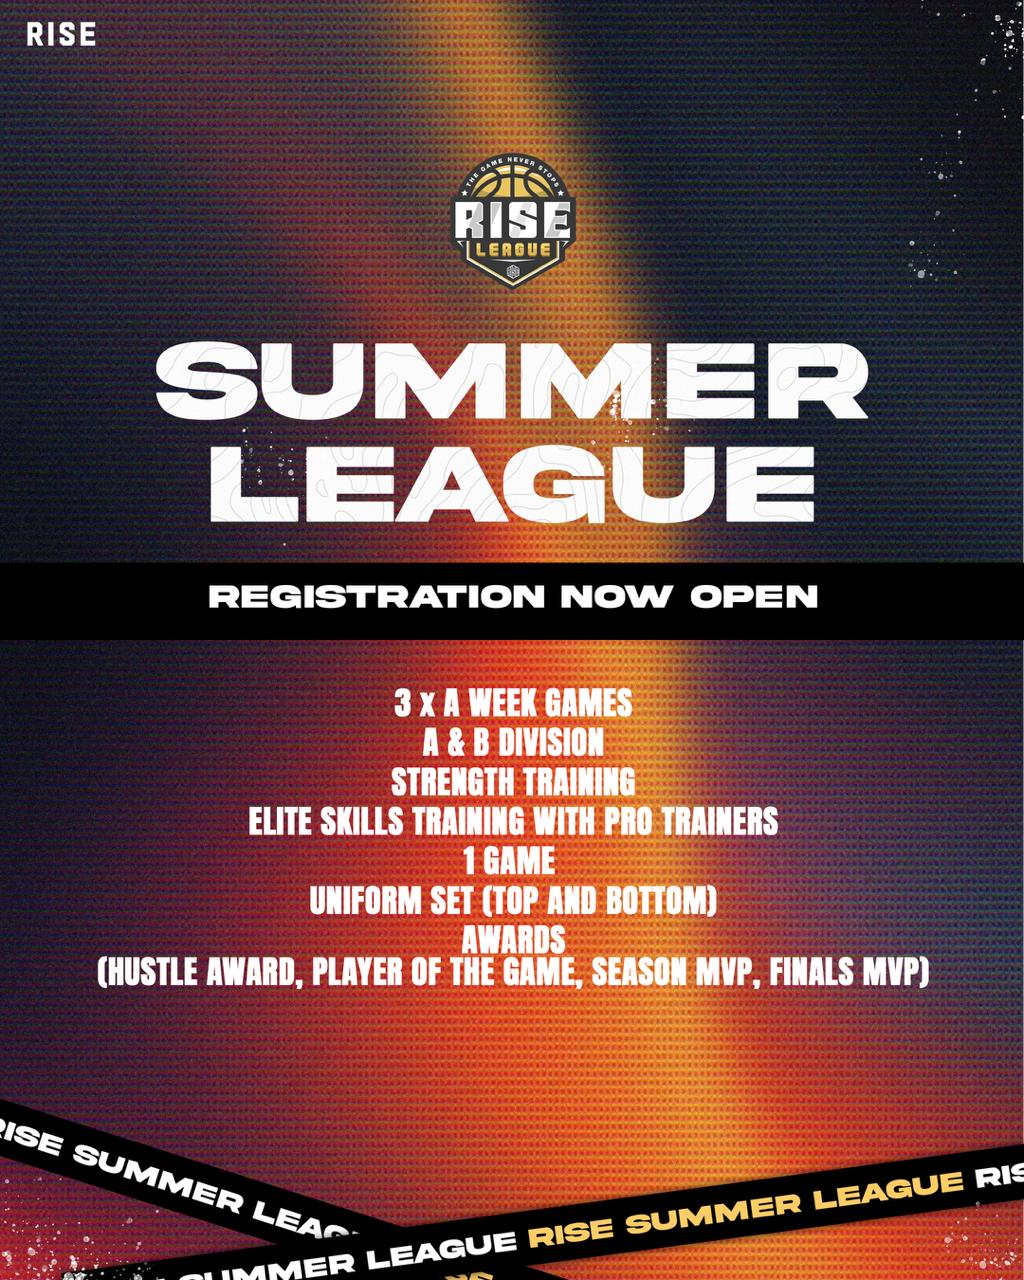 RISE
THE GAME NEVER STOPS
RISE
LEAGUE
SUMMER
LEAGUE
REGISTRATION NOW OPEN
3 x A WEEK GAMES
A & B DIVISION
STRENGTH TRAINING
ELITE SKILLS TRAINING WITH PRO TRAINERS
1 GAME
UNIFORM SET (TOP AND BOTTOM)
AWARDS
(HUSTLE AWARD, PLAYER OF THE GAME, SEASON MVP, FINALS MVP)
RISE SUMMER LEAG
SUMMER LEAGUE RISE SUMMER LEAGUE RIS